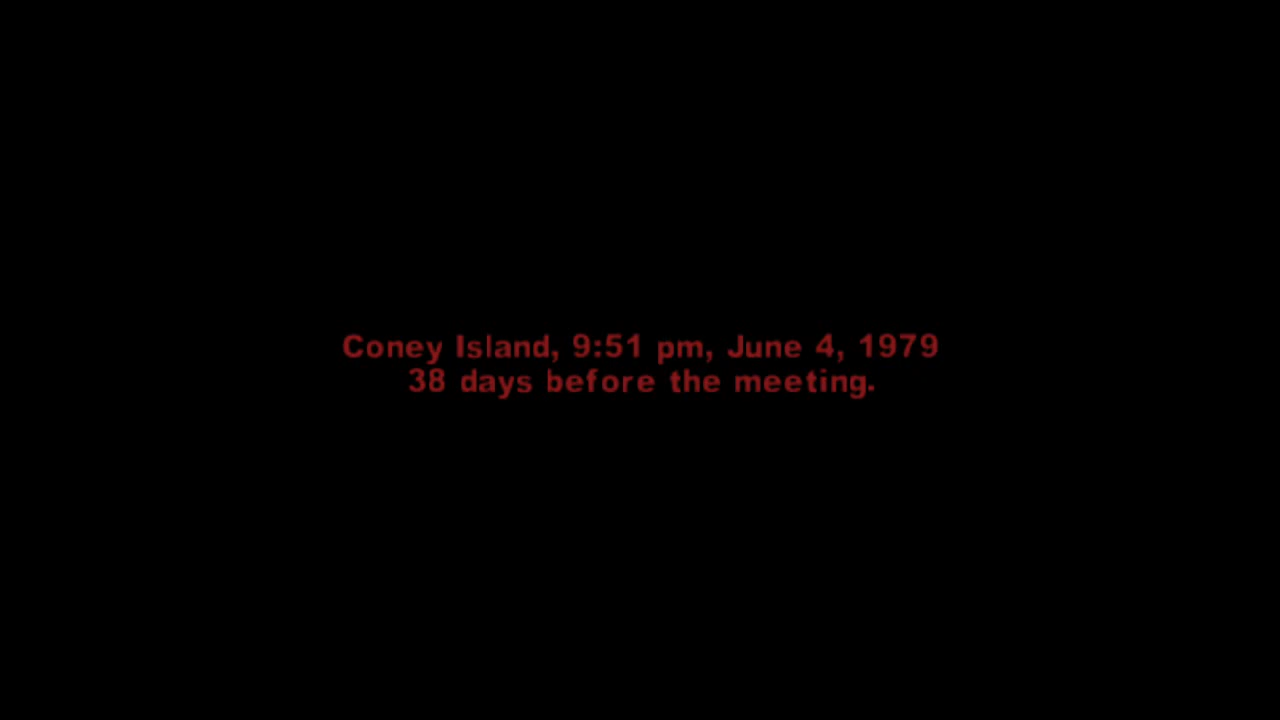 Coney Island, 9:51 pm, June 4, 1979
38 days before the meeting.